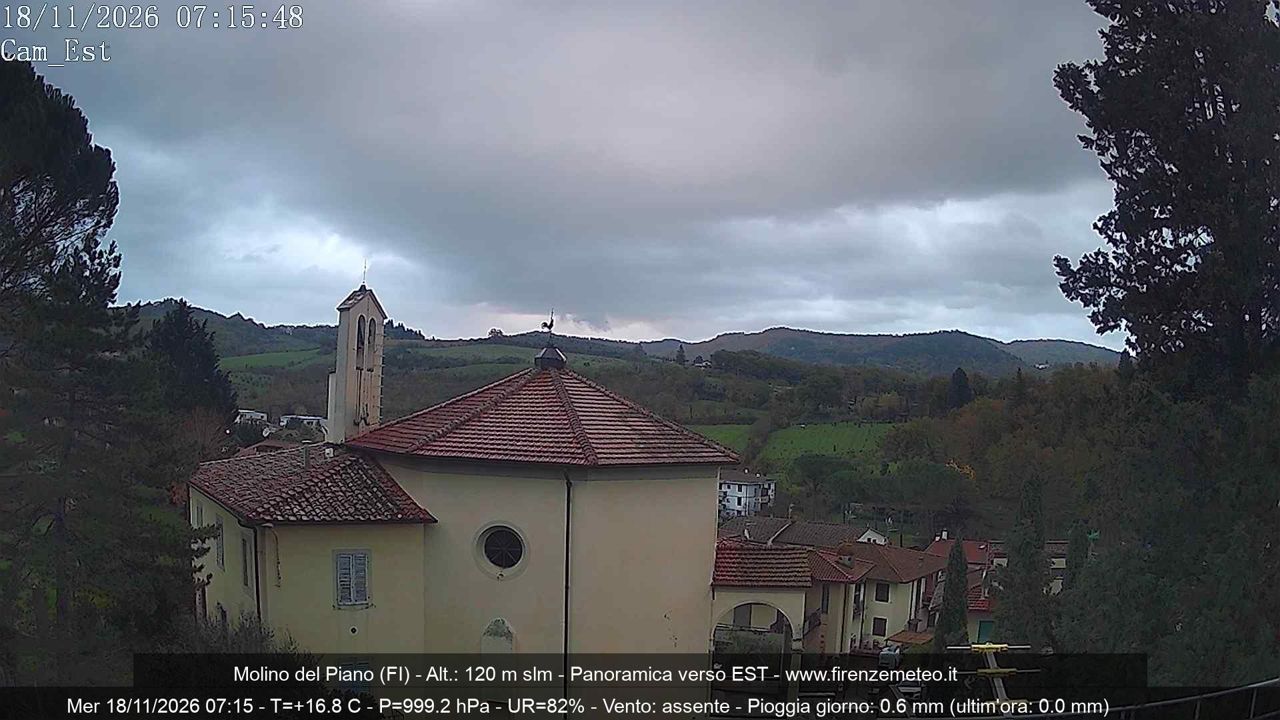 18/11/2026 07:15:48
Cam_Est
Molino del Piano (FI) - Alt.: 120 m slm - Panoramica verso EST - www.firenzemeteo.it
Mer 18/11/2026 07:15 - T=+16.8 C - P=999.2 hPa - UR=82% - Vento: assente - Pioggia giorno: 0.6 mm (ultim'ora: 0.0 mm)